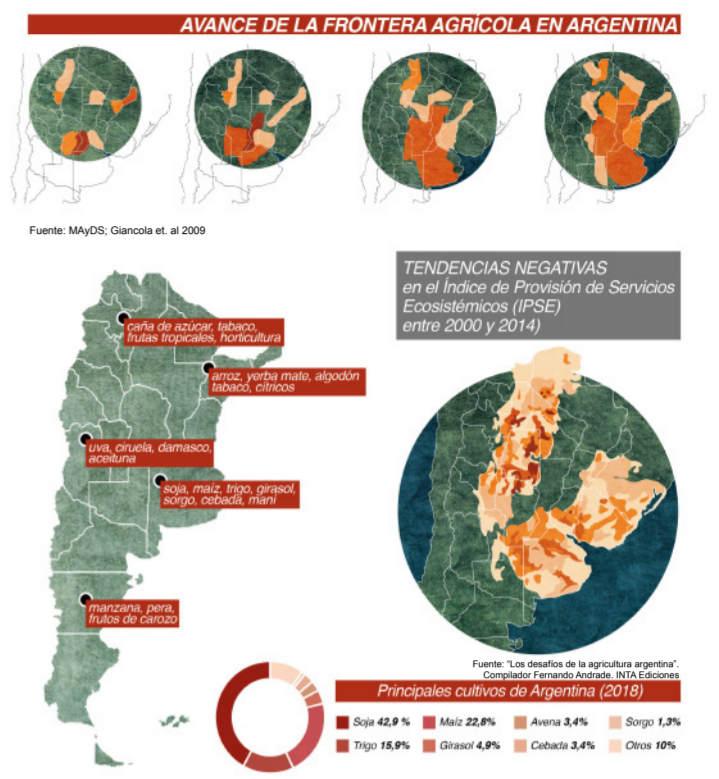 AVANCE DE LA FRONTERA AGRÍCOLA EN ARGENTINA
Fuente: MAyDS; Giancola et. al 2009
TENDENCIAS NEGATIVAS
en el Índice de Provisión de Servicios
Ecosistémicos (IPSE)
entre 2000 y 2014)
caña de azúcar, tabaco,
frutas tropicales, horticultura
arroz, yerba mate, algodón
tabaco, cítricos
uva, ciruela, damasco,
aceituna
soja, maíz, trigo, girasol,
sorgo, cebada, maní
manzana, pera,
frutos de carozo
Fuente: "Los desafíos de la agricultura argentina".
Compilador Fernando Andrade. INTA Ediciones
Principales cultivos de Argentina (2018)
Soja 42,9 % Maíz 22,8% Avena 3,4% Sorgo 1,3%
Trigo 15,9% Girasol 4,9% Cebada 3,4% Otros 10%